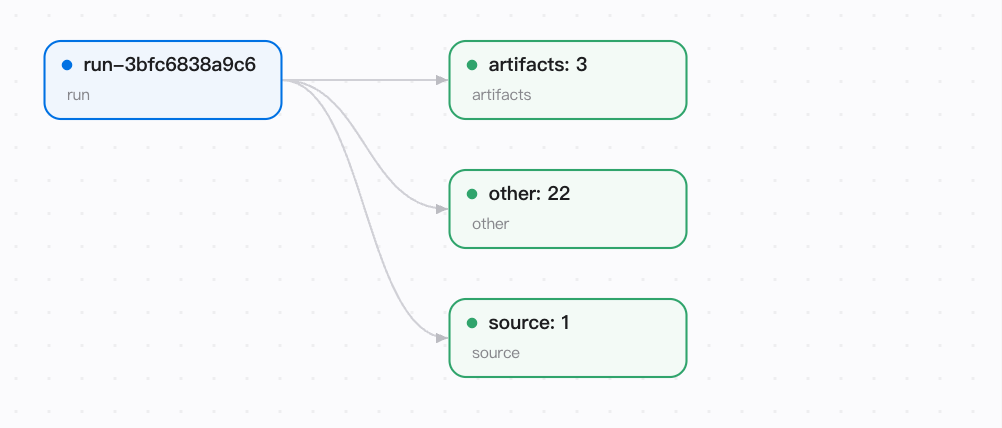 run–3bfc6838a9c6
run
artifacts: 3
artifacts
other: 22
other
source: 1
source